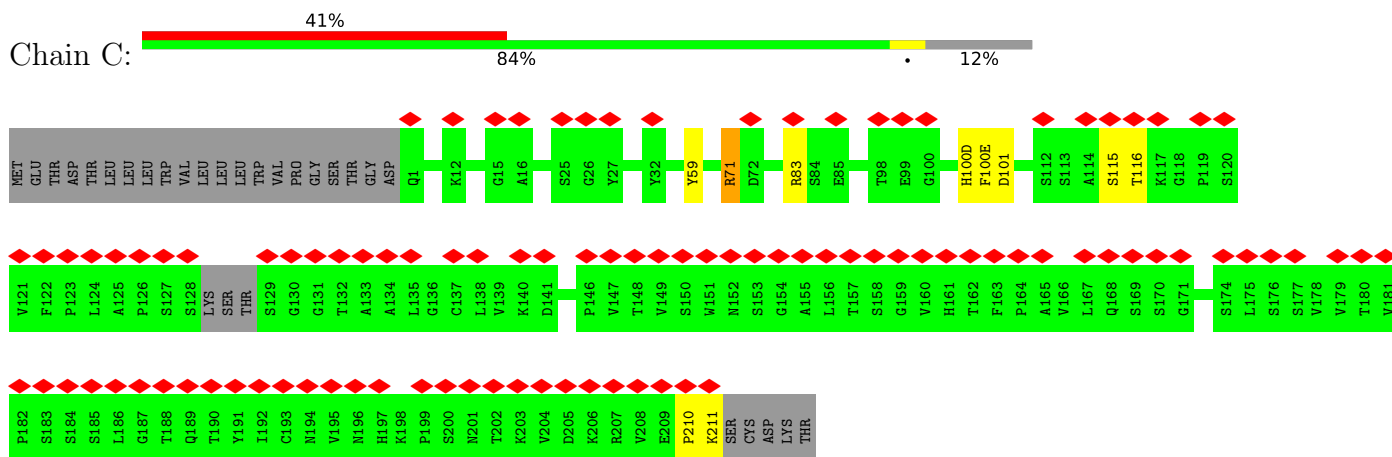 41%
Chain C:
84% • 12%
MET GLU THR ASP THR LEU LEU LEU TRP VAL LEU LEU LEU TRP VAL PRO GLY SER THR GLY ASP Q1 K12 G15 A16 S25 G26 Y27 Y32 Y59 R71 D72 R83 S84 E85 T98 E99 G100 H100D F100E D101 S112 S113 A114 S115 T116 K117 G118 P119 S120
V121 F122 P123 L124 A125 P126 S127 S128 LYS SER THR S129 G130 G131 T132 A133 A134 L135 G136 C137 L138 V139 K140 D141 P146 V147 T148 V149 S150 W151 N152 S153 G154 A155 L156 T157 S158 G159 V160 H161 T162 F163 P164 A165 V166 L167 Q168 S169 S170 G171 S174 L175 S176 S177 V178 V179 T180 V181
P182 S183 S184 S185 L186 G187 T188 Q189 T190 Y191 I192 C193 N194 V195 N196 H197 K198 P199 S200 N201 T202 K203 V204 D205 K206 R207 V208 E209 P210 K211 SER CYS ASP LYS THR